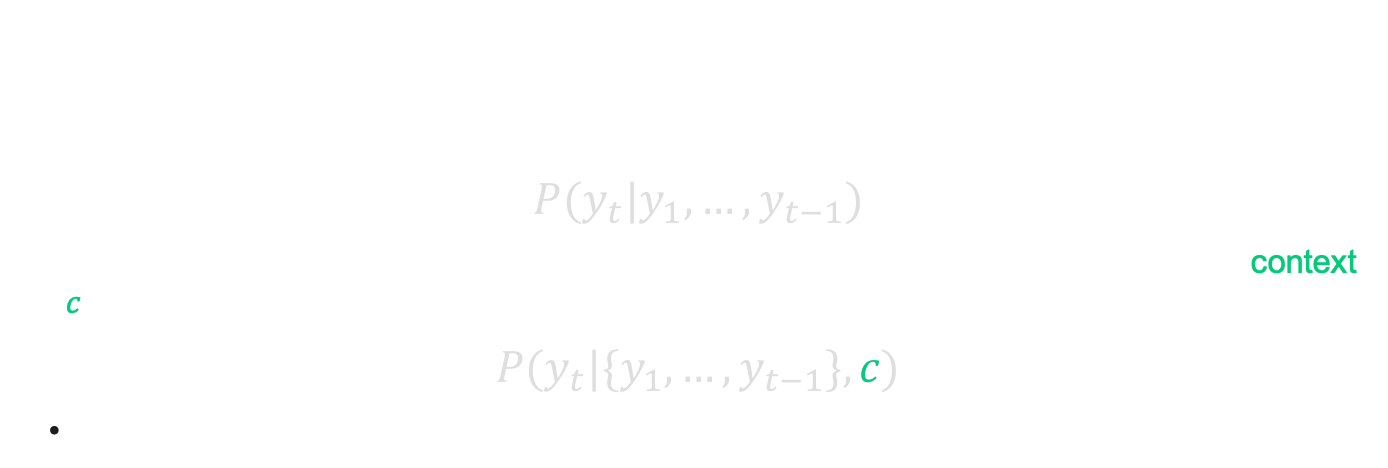 P(y_t|y_1, … , y_{t−1})
context
c
P(y_t|{y_1, … , y_{t−1}}, c)
•